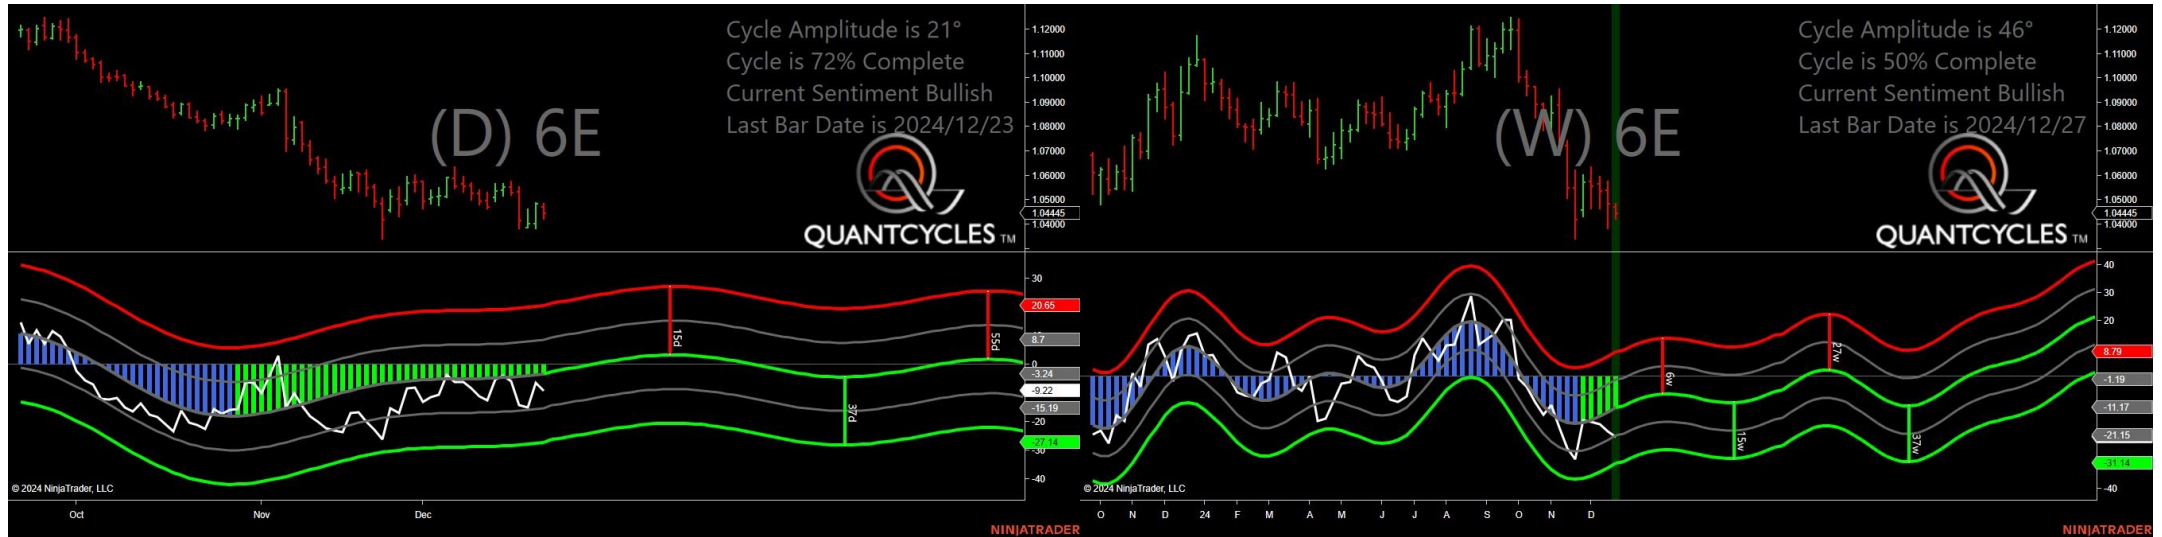 Cycle Amplitude is 21°
Cycle is 72% Complete
Current Sentiment Bullish
Last Bar Date is 2024/12/23
(D) 6E
QUANTCYCLES TM
1.12000
1.11000
1.10000
1.09000
1.08000
1.07000
1.06000
1.05000
1.04445
1.04000
30
20.65
8.7
0
-3.24
-9.22
-15.19
-20
-27.14
-30
-40
15d
37d
55d
© 2024 NinjaTrader, LLC
Oct Nov Dec
NINJATRADER
Cycle Amplitude is 46°
Cycle is 50% Complete
Current Sentiment Bullish
Last Bar Date is 2024/12/27
(W) 6E
QUANTCYCLES TM
1.12000
1.11000
1.10000
1.09000
1.08000
1.07000
1.06000
1.05000
1.04445
1.04000
40
30
20
8.79
-1.19
-11.17
-21.15
-31.14
-40
6w
15w
27w
37w
© 2024 NinjaTrader, LLC
O N D 24 F M A M J J A S O N D
NINJATRADER